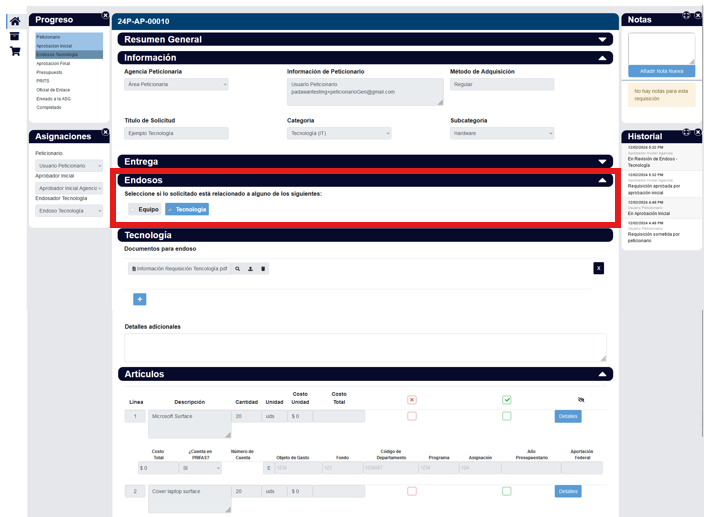 Progreso
Peticionario
Aprobacion Inicial
Endosos Tecnología
Aprobacion Final
Presupuesto
PRITS
Oficial de Enlace
Enviado a la ASG
Completado
Asignaciones
Peticionario
Usuario Peticionario
Aprobador Inicial
Aprobador Inicial Agencia
Endosador Tecnología
Endoso Tecnología
24P-AP-00010
Resumen General
Información
Agencia Peticionaria
Información de Peticionario
Método de Adquisición
Área Peticionaria
Usuario Peticionario
padawantesting+peticionarioGen@gmail.com
Regular
Título de Solicitud
Categoría
Subcategoría
Ejemplo Tecnología
Tecnología (IT)
Hardware
Entrega
Endosos
Seleccione si lo solicitado está relacionado a alguno de los siguientes:
Equipo
Tecnología
Tecnología
Documentos para endoso
Información Requisición Tencología.pdf
X
+
Detalles adicionales
Artículos
Línea Descripción Cantidad Unidad Costo Unidad Costo Total
1 Microsoft Surface 20 uds $ 0 Detalles
Costo Total ¿Cuenta en PRIFAS? Número de Cuenta Objeto de Gasto Fondo Código de Departamento Programa Asignación Año Presupuestario Aportación Federal
$ 0 Sí E 1234 123 1234567 1234 124
2 Cover laptop surface 20 uds $ 0 Detalles
Notas
Añadir Nota Nueva
No hay notas para esta
requisición
Historial
12/02/2024 5:32 PM
Aprobador Inicial Agencia
En Revisión de Endoso -
Tecnología
12/02/2024 5:32 PM
Aprobador Inicial Agencia
Requisición aprobada por
aprobación inicial
12/02/2024 4:49 PM
Usuario Peticionario
En Aprobación Inicial
12/02/2024 4:49 PM
Usuario Peticionario
Requisición sometida por
peticionario